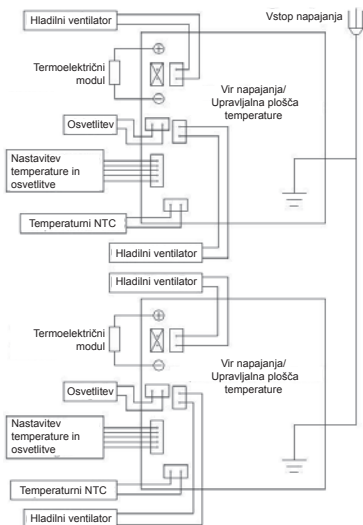 Hladilni ventilator
Vstop napajanja
Termoelektrični
modul
Vir napajanja/
Upravljalna plošča
temperature
Osvetlitev
Nastavitev
temperature in
osvetlitve
Temperaturni NTC
Hladilni ventilator
Hladilni ventilator
Termoelektrični
modul
Vir napajanja/
Upravljalna plošča
temperature
Osvetlitev
Nastavitev
temperature in
osvetlitve
Temperaturni NTC
Hladilni ventilator